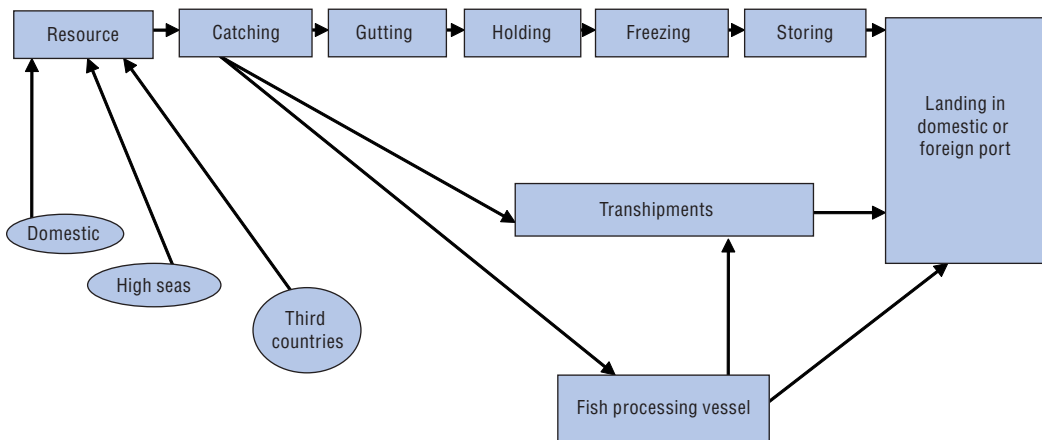 Resource
Catching
Gutting
Holding
Freezing
Storing
Landing in
domestic or
foreign port
Transhipments
Domestic
High seas
Third
countries
Fish processing vessel